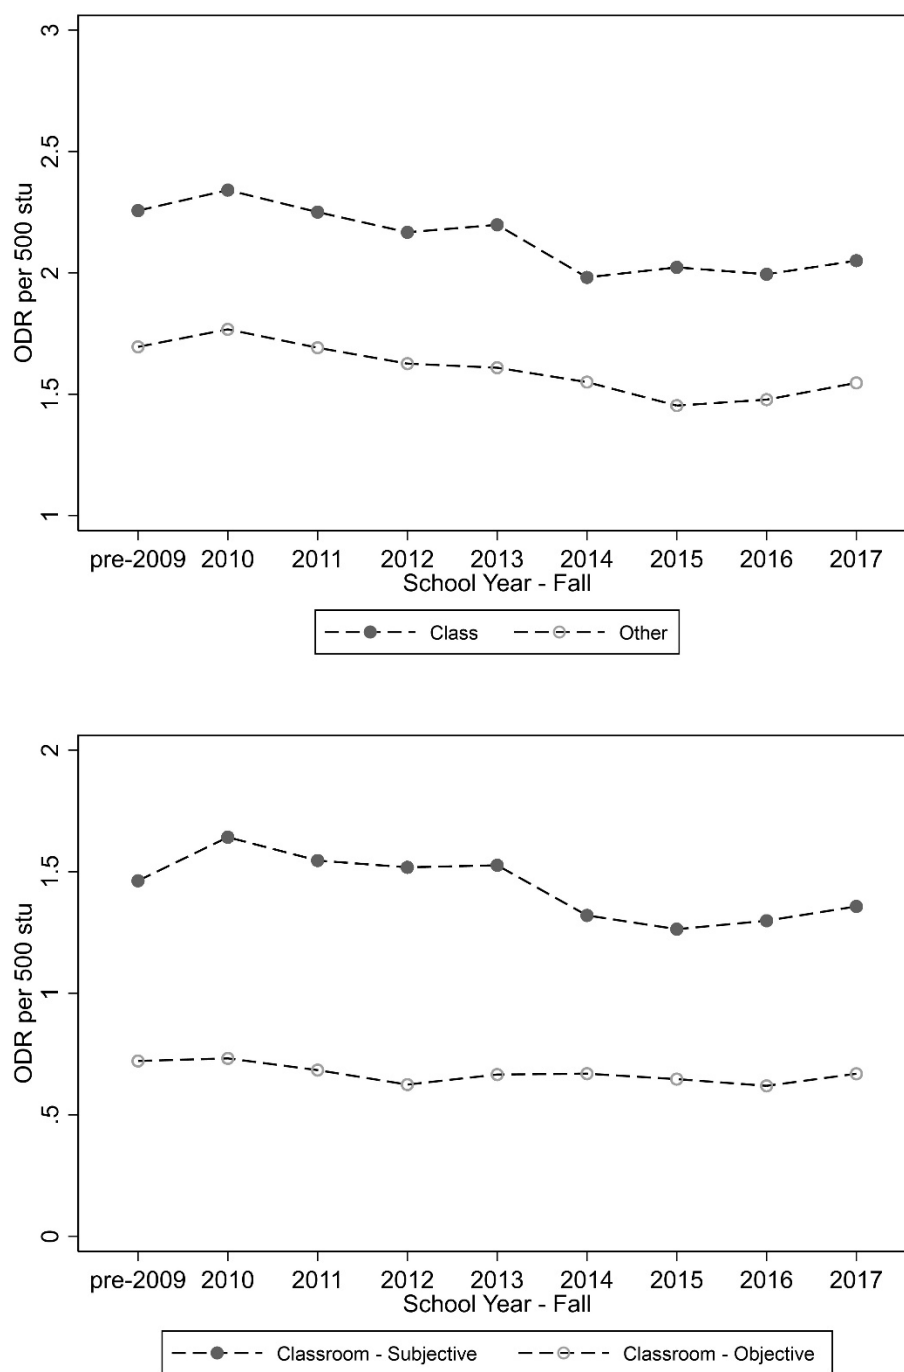 3
2.5
2
1.5
1
ODR per 500 stu
pre-2009 2010 2011 2012 2013 2014 2015 2016 2017
School Year - Fall
Class Other
2
1.5
1
.5
0
ODR per 500 stu
pre-2009 2010 2011 2012 2013 2014 2015 2016 2017
School Year - Fall
Classroom - Subjective Classroom - Objective